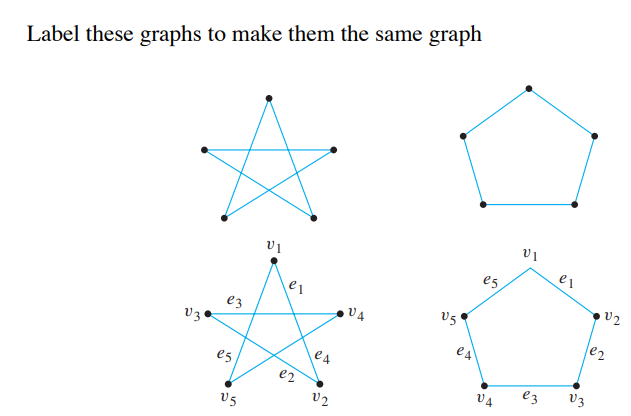 Label these graphs to make them the same graph
v1
v1
e1
e5
e1
e3
v3
v4
v5
v2
e5
e4
e4
e2
e2
v5
v2
v4
e3
v3